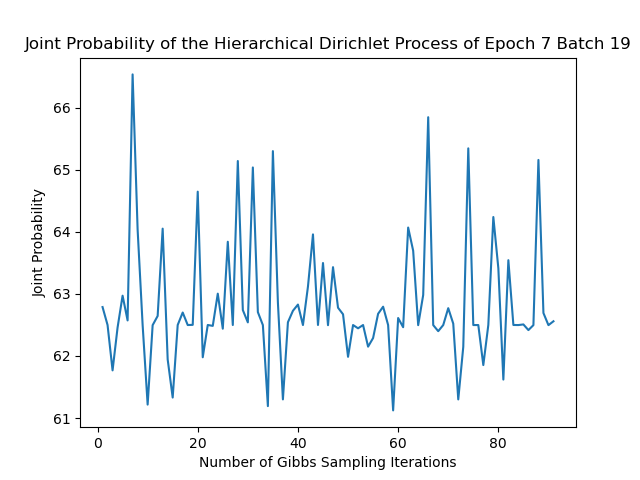 Joint Probability of the Hierarchical Dirichlet Process of Epoch 7 Batch 19
66
65
64
63
62
61
Joint Probability
0 20 40 60 80
Number of Gibbs Sampling Iterations